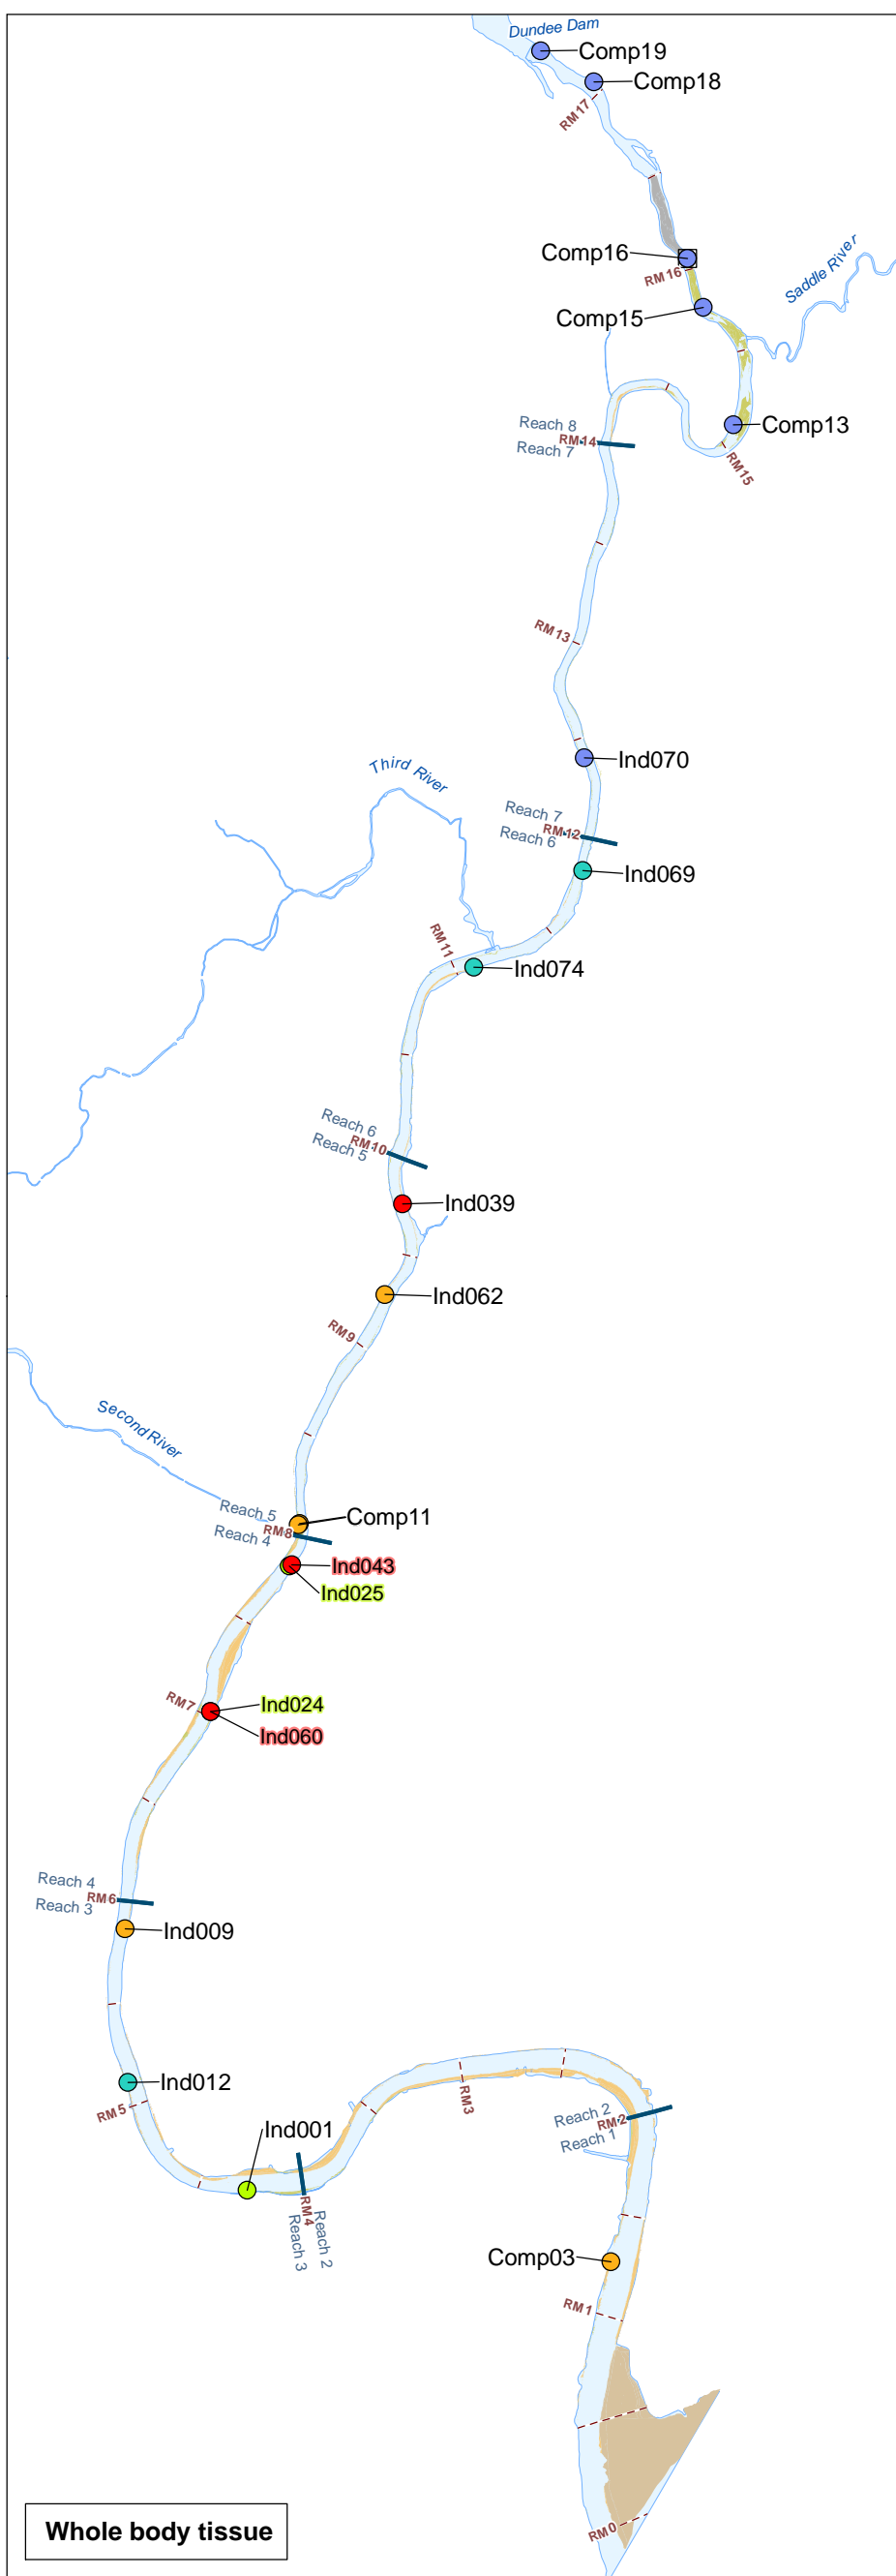 Dundee Dam
Comp19
Comp18
RM17
Comp16
RM16
Saddle River
Comp15
Reach 8
RM14
Reach 7
Comp13
RM15
RM13
Ind070
Third River
Reach 7
RM12
Reach 6
Ind069
RM11
Ind074
Reach 6
RM10
Reach 5
Ind039
Ind062
RM9
Second River
Reach 5
Comp11
RM8
Reach 4
Ind043
Ind025
RM7
Ind024
Ind060
Reach 4
RM6
Reach 3
Ind009
Ind012
RM5
RM3
Reach 2
RM2
Reach 1
Ind001
RM4
Reach 2
Reach 3
Comp03
RM1
RM0
Whole body tissue